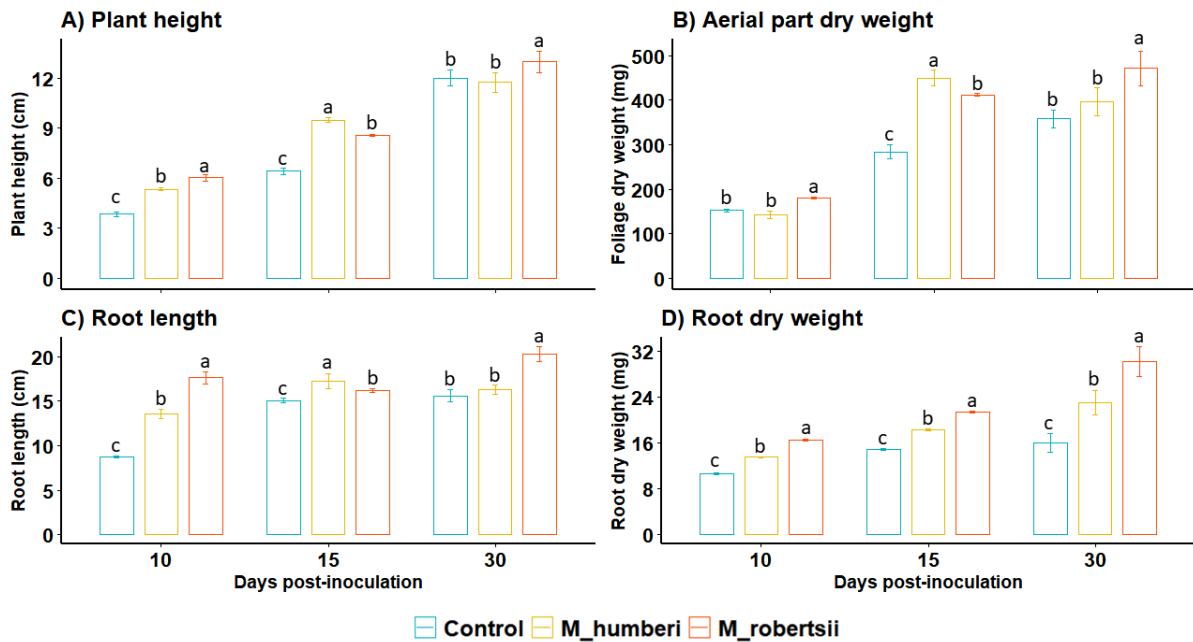 A) Plant height
Plant height (cm)
12
9
6
3
0
c b a
c a b
b b a
B) Aerial part dry weight
Foliage dry weight (mg)
500
400
300
200
100
0
b b a
c a b
b b a
C) Root length
Root length (cm)
20
15
10
5
0
c b a
c a b
b b a
10 15 30
Days post-inoculation
D) Root dry weight
Root dry weight (mg)
32
24
16
8
0
c b a
c b a
c b a
10 15 30
Days post-inoculation
Control M_humberi M_robertsii